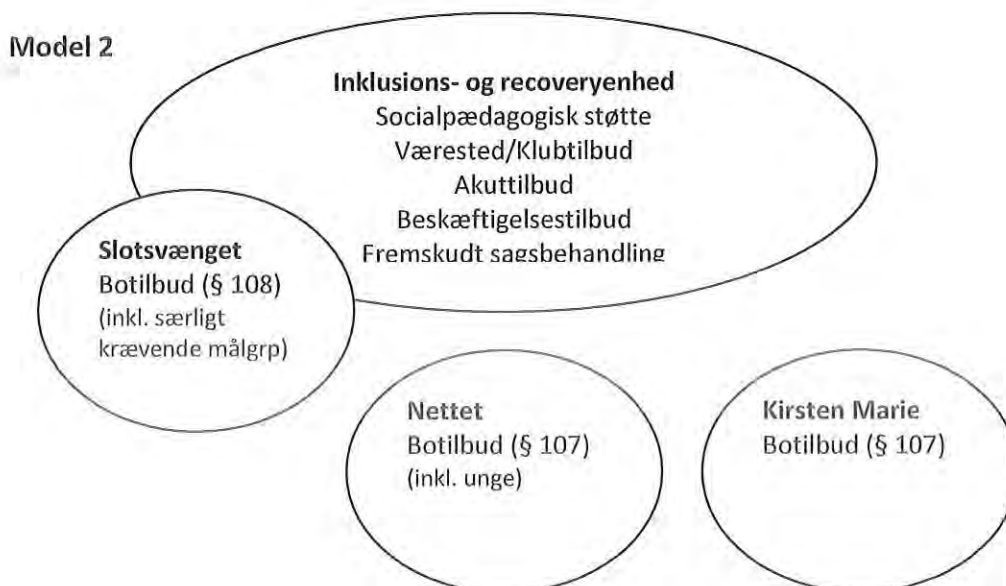 Model 2
Inklusions- og recoveryenhed
Socialpædagogisk støtte
Værested/Klubtilbud
Akuttilbud
Beskæftigelsestilbud
Fremskudt sagsbehandling
Slotsvænget
Botilbud (§ 108)
(inkl. særligt
krævende målgrp)
Nettet
Botilbud (§ 107)
(inkl. unge)
Kirsten Marie
Botilbud (§ 107)